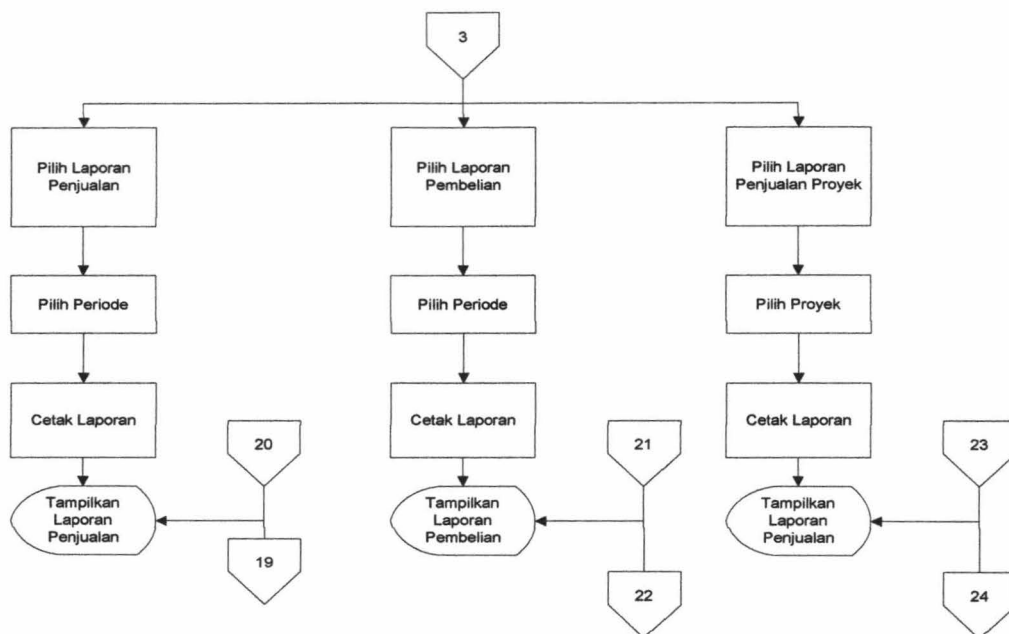 3
Pilih Laporan
Penjualan
Pilih Laporan
Pembelian
Pilih Laporan
Penjualan Proyek
Pilih Periode
Pilih Periode
Pilih Proyek
Cetak Laporan
Cetak Laporan
Cetak Laporan
20
21
23
Tampilkan
Laporan
Penjualan
Tampilkan
Laporan
Pembelian
Tampilkan
Laporan
Penjualan
19
22
24